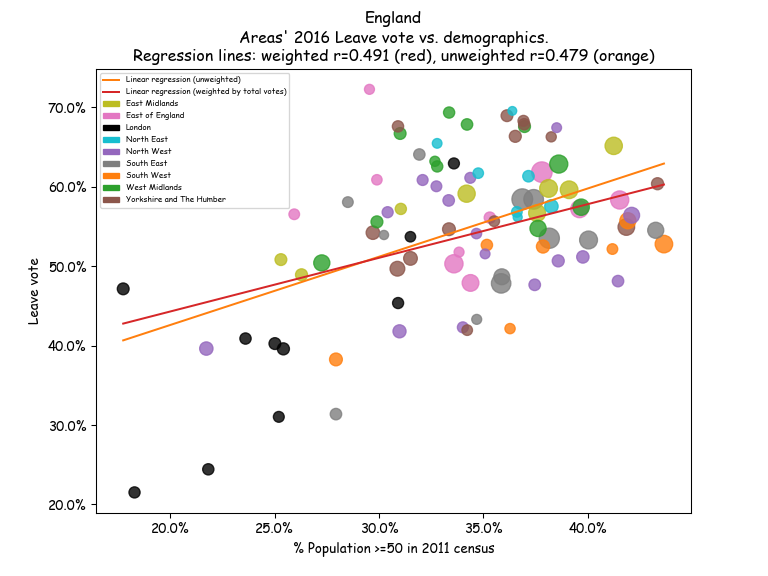 England
Areas' 2016 Leave vote vs. demographics.
Regression lines: weighted r=0.491 (red), unweighted r=0.479 (orange)
Linear regression (unweighted)
Linear regression (weighted by total votes)
East Midlands
East of England
London
North East
North West
South East
South West
West Midlands
Yorkshire and The Humber
70.0%
60.0%
50.0%
40.0%
30.0%
20.0%
Leave vote
20.0% 25.0% 30.0% 35.0% 40.0%
% Population >=50 in 2011 census